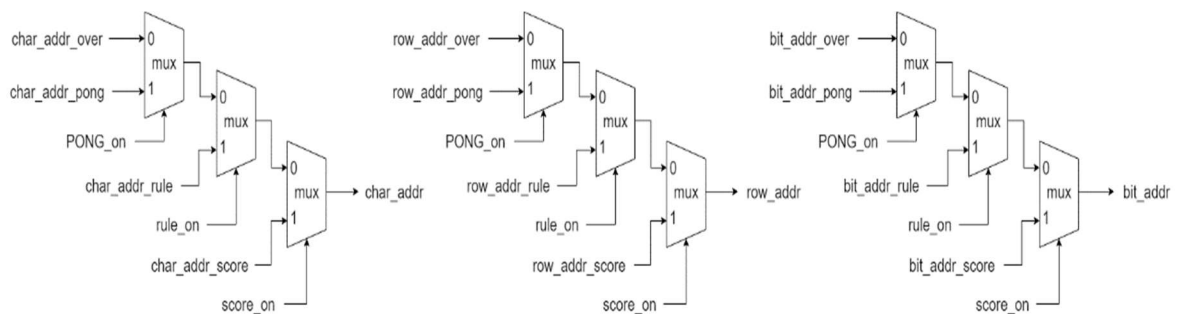 char_addr_over
0
mux
char_addr_pong
1
PONG_on
0
mux
char_addr_rule
1
rule_on
0
mux
char_addr
1
char_addr_score
score_on
row_addr_over
0
mux
row_addr_pong
1
PONG_on
0
mux
row_addr_rule
1
rule_on
0
mux
row_addr
1
row_addr_score
score_on
bit_addr_over
0
mux
bit_addr_pong
1
PONG_on
0
mux
bit_addr_rule
1
rule_on
0
mux
bit_addr
1
bit_addr_score
score_on